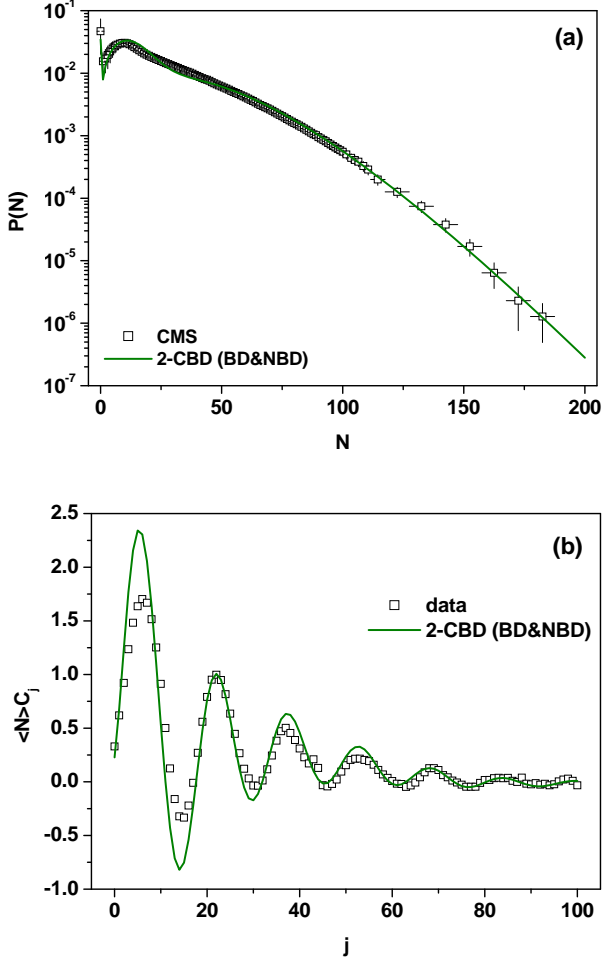 10^-1
(a)
10^-2
10^-3
10^-4
10^-5
10^-6
10^-7
P(N)
CMS
2-CBD (BD&NBD)
0 50 100 150 200
N
2.5
(b)
2.0
1.5
1.0
0.5
0.0
-0.5
-1.0
<N>C_j
data
2-CBD (BD&NBD)
0 20 40 60 80 100
j